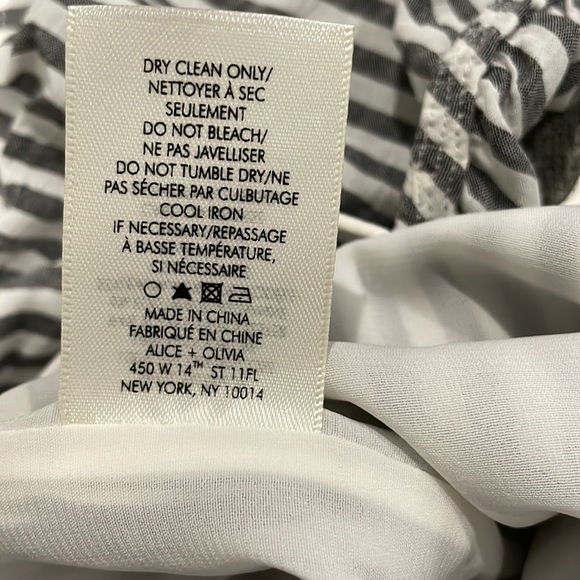 DRY CLEAN ONLY/
NETTOYER À SEC
SEULEMENT
DO NOT BLEACH/
NE PAS JAVELLISER
DO NOT TUMBLE DRY/NE
PAS SÉCHER PAR CULBUTAGE
COOL IRON
IF NECESSARY/REPASSAGE
À BASSE TEMPÉRATURE,
SI NÉCESSAIRE
MADE IN CHINA
FABRIQUÉ EN CHINE
ALICE + OLIVIA
450 W 14TH ST 11FL
NEW YORK, NY 10014